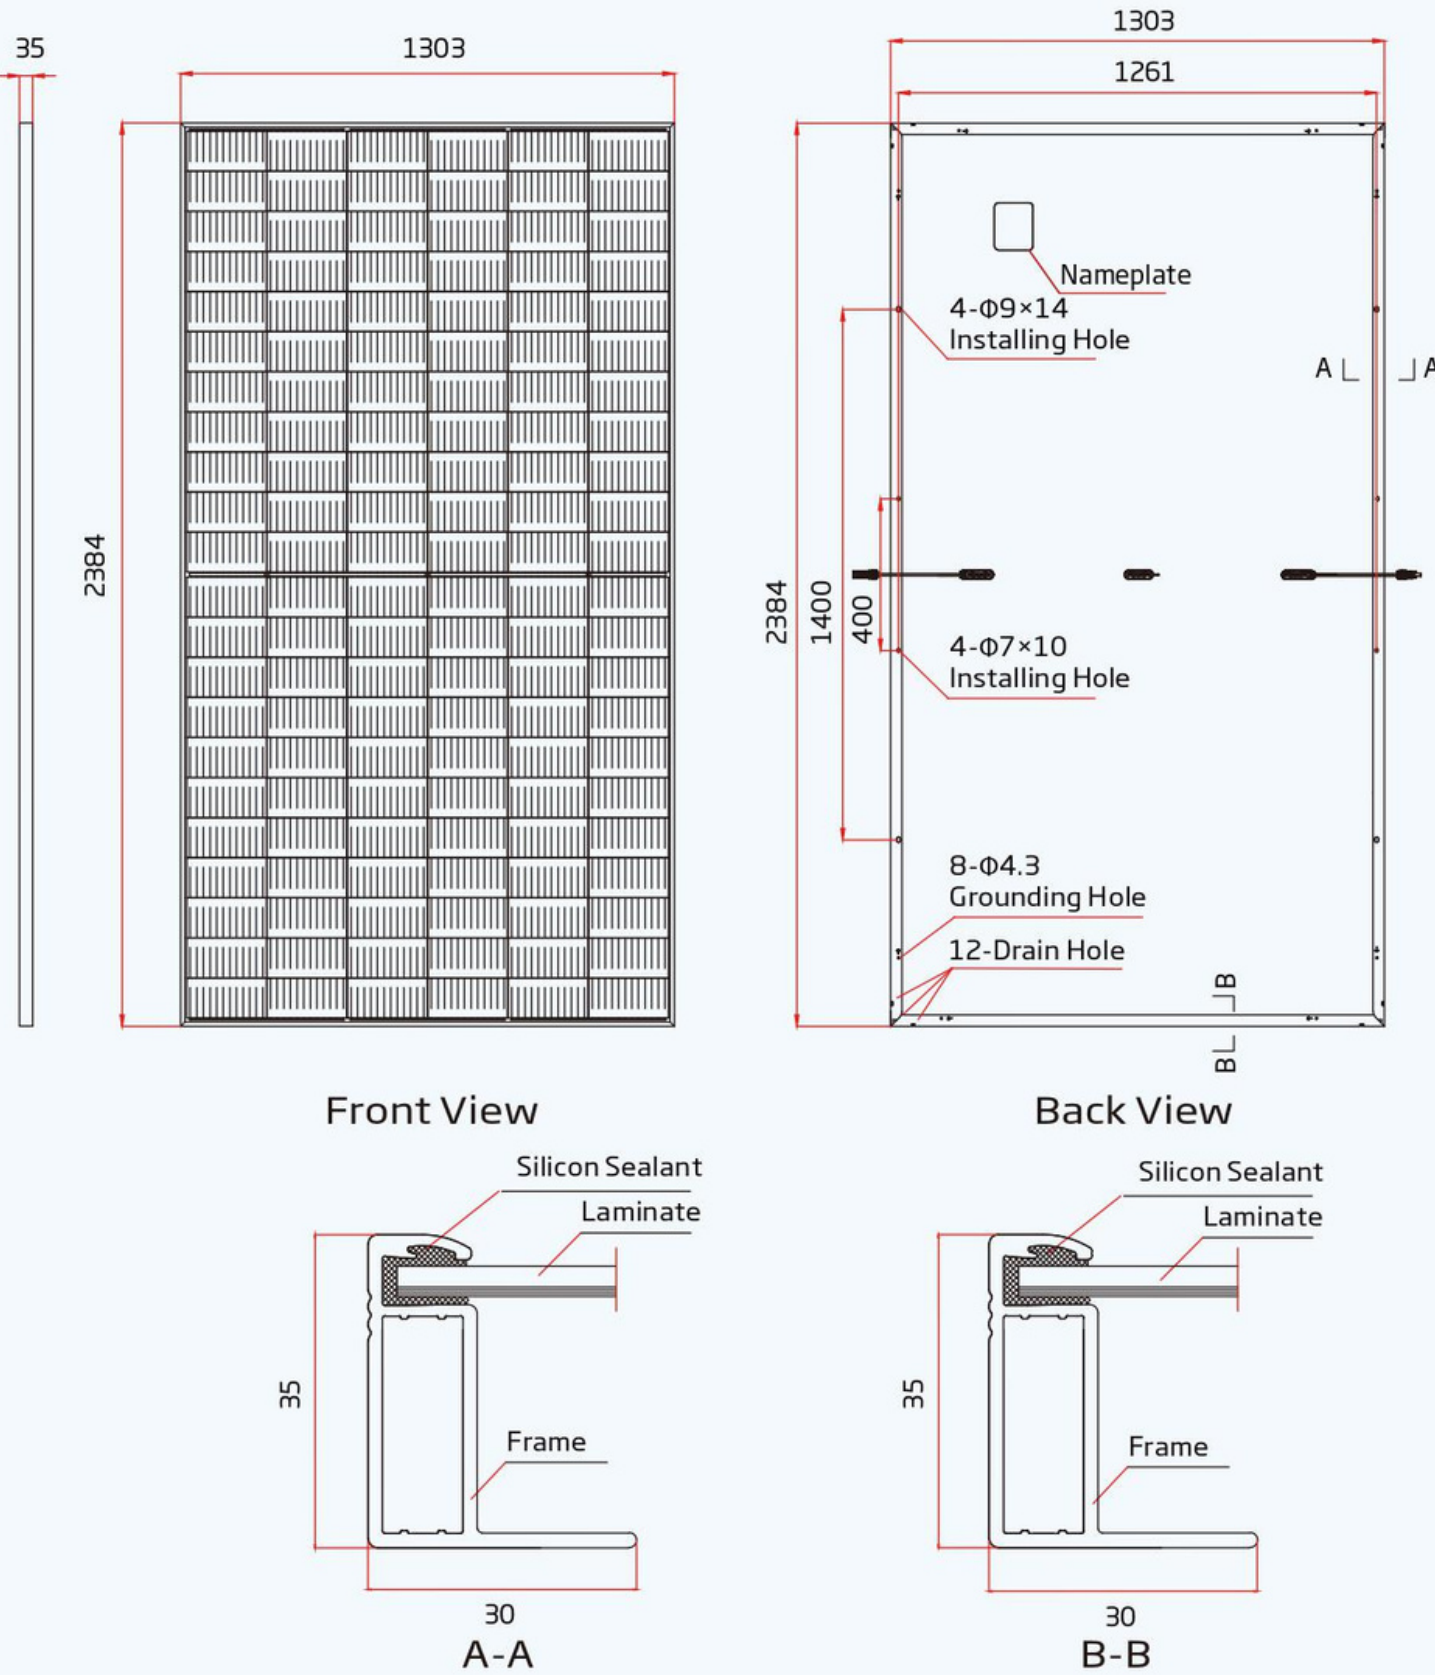 35
1303
2384
1303
1261
2384
1400
400
Nameplate
4-Φ9×14
Installing Hole
A
A
4-Φ7×10
Installing Hole
8-Φ4.3
Grounding Hole
12-Drain Hole
B
B
Front View
Back View
Silicon Sealant
Laminate
35
Frame
30
A-A
Silicon Sealant
Laminate
35
Frame
30
B-B